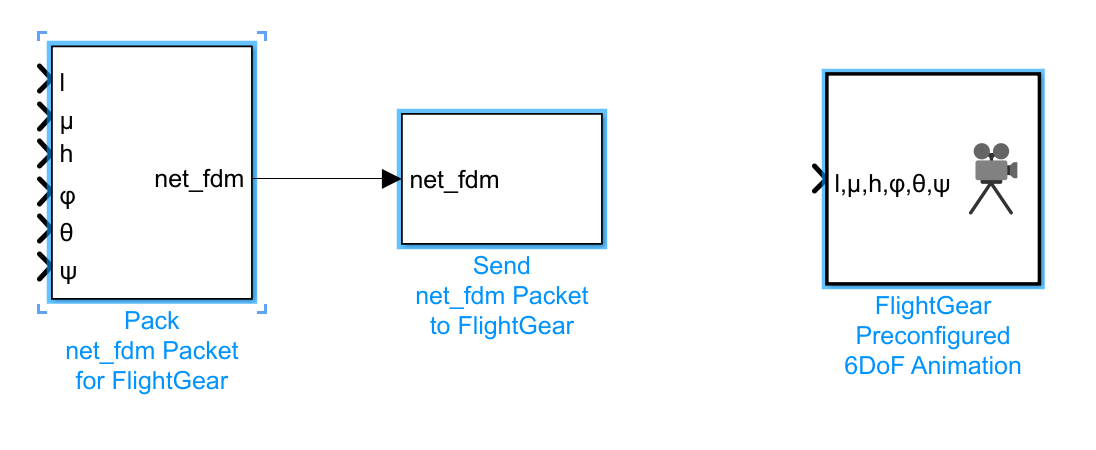 l
μ
h
φ
θ
ψ
net_fdm
Pack
net_fdm Packet
for FlightGear
net_fdm
Send
net_fdm Packet
to FlightGear
l,μ,h,φ,θ,ψ
FlightGear
Preconfigured
6DoF Animation